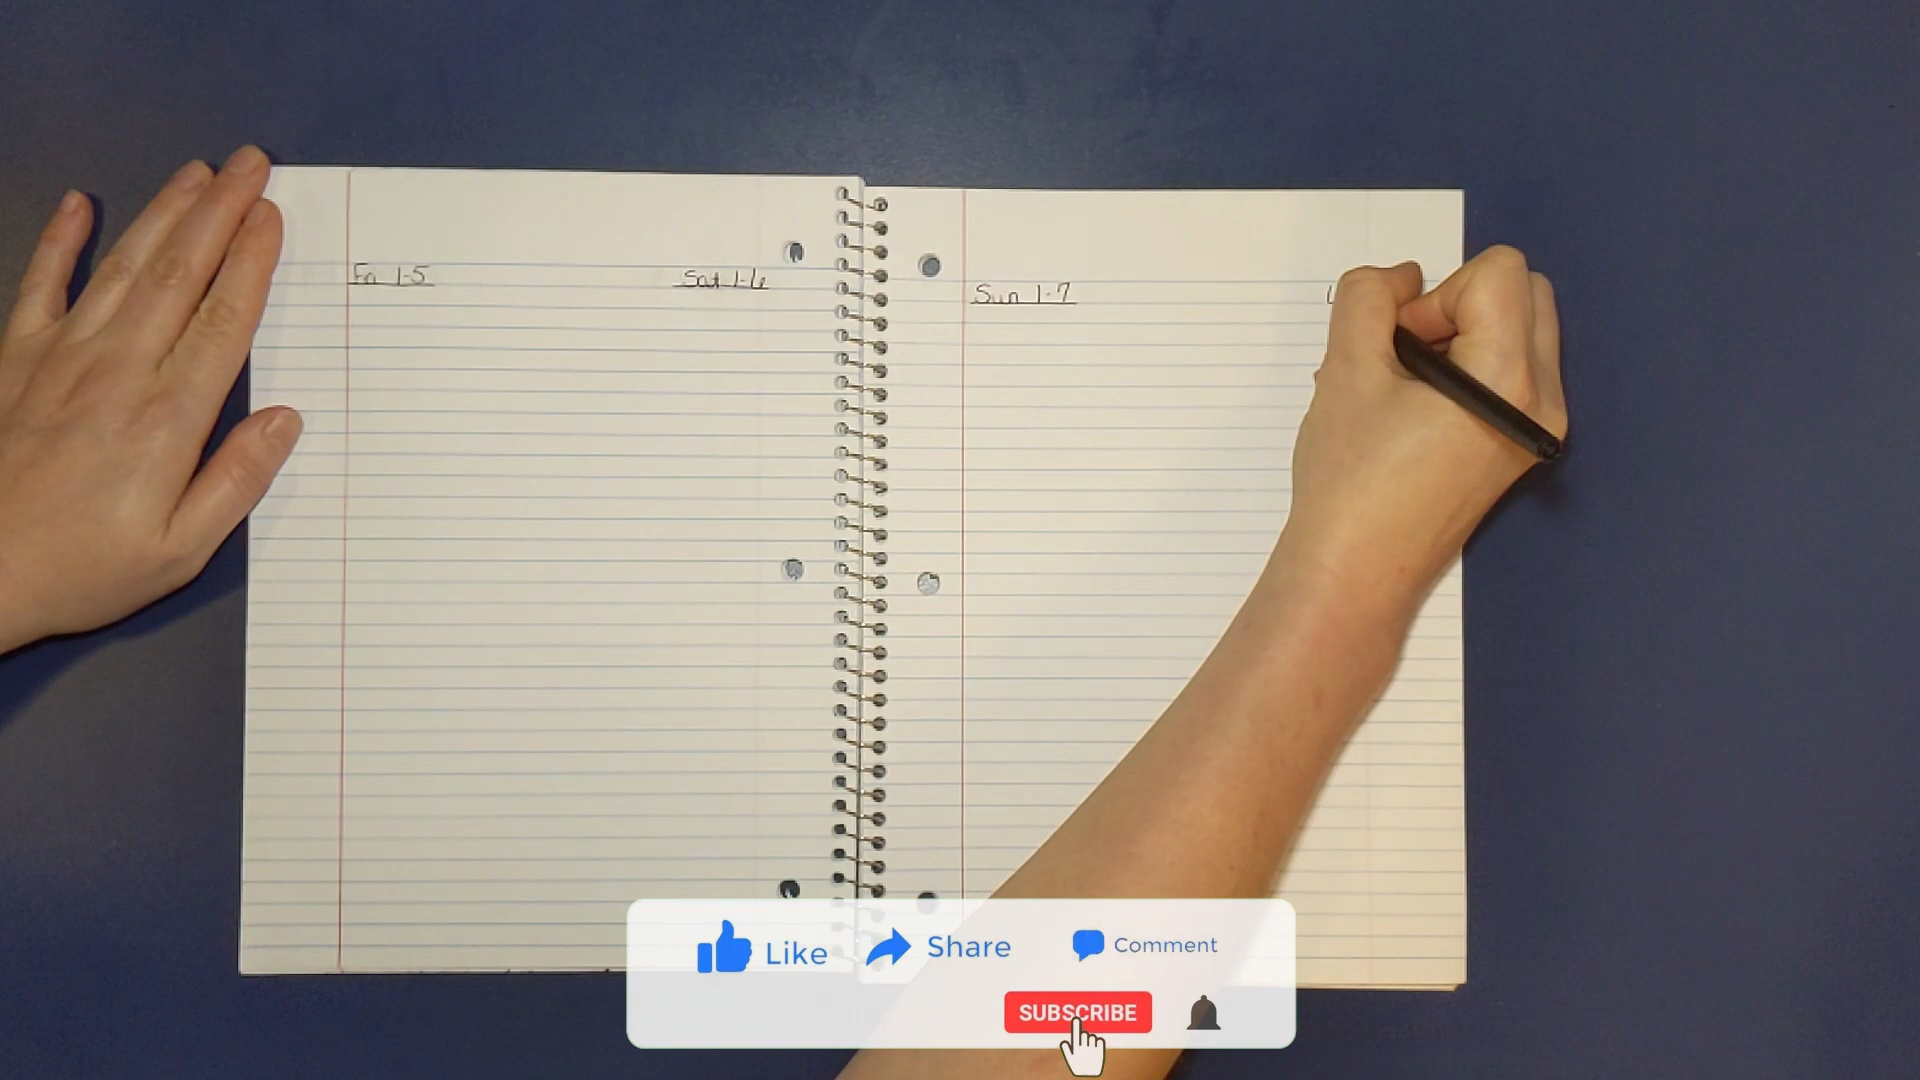 Fri 1-5
Sat 1-6
Sun 1-7
Like
Share
Comment
SUBSCRIBE